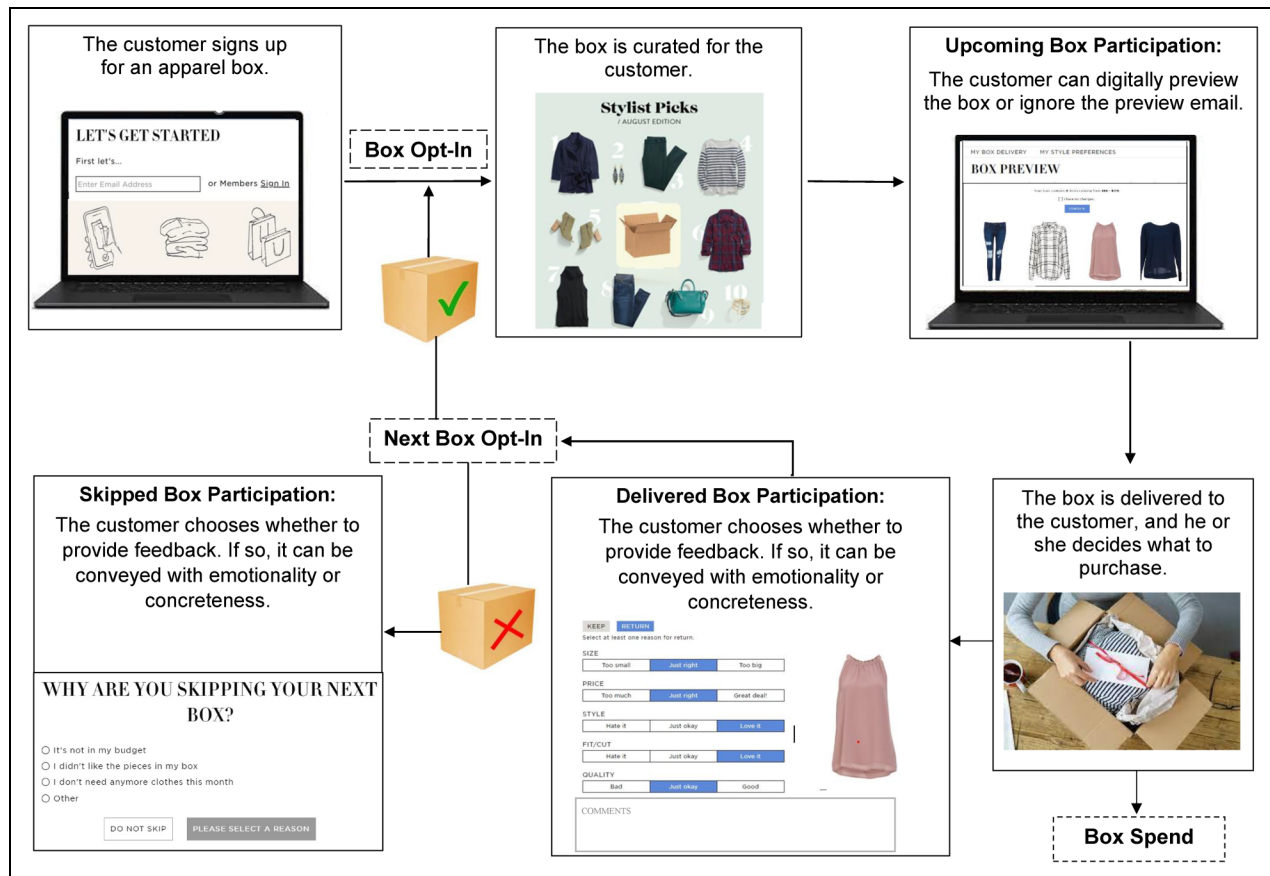 The customer signs up
for an apparel box.
LET'S GET STARTED
First let's...
Enter Email Address
or Members Sign In
Box Opt-In
The box is curated for the
customer.
Stylist Picks
/ AUGUST EDITION
1
2
3
4
5
6
7
8
9
10
Upcoming Box Participation:
The customer can digitally preview
the box or ignore the preview email.
MY BOX DELIVERY MY STYLE PREFERENCES
BOX PREVIEW
Next Box Opt-In
Skipped Box Participation:
The customer chooses whether to
provide feedback. If so, it can be
conveyed with emotionality or
concreteness.
WHY ARE YOU SKIPPING YOUR NEXT
BOX?
It's not in my budget
I didn't like the pieces in my box
I don't need anymore clothes this month
Other
DO NOT SKIP PLEASE SELECT A REASON
Delivered Box Participation:
The customer chooses whether to
provide feedback. If so, it can be
conveyed with emotionality or
concreteness.
KEEP RETURN
Select at least one reason for return.
SIZE
Too small Just right Too big
PRICE
Too much Just right Great deal!
STYLE
Hate it Just okay Love it
FIT/CUT
Hate it Just okay Love it
QUALITY
Bad Just okay Good
COMMENTS
The box is delivered to
the customer, and he or
she decides what to
purchase.
Box Spend